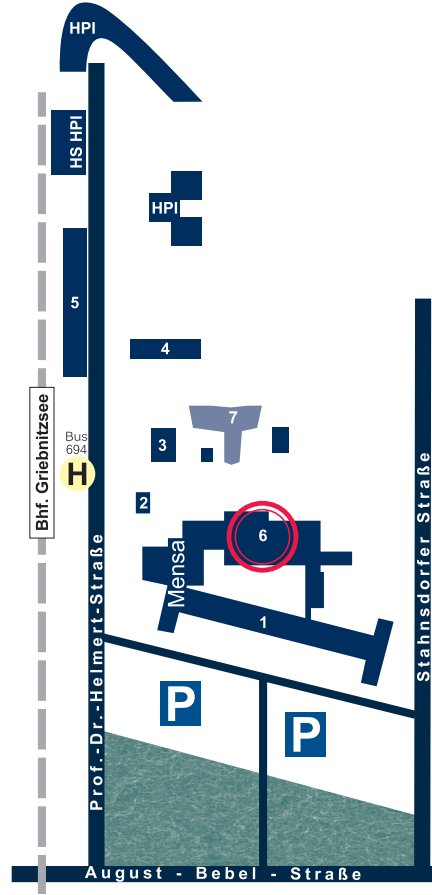 HPI
HS HPI
HPI
5
4
7
3
Bus
694
H
Bhf. Griebnitzsee
2
6
Mensa
1
Stahnsdorfer Straße
Prof.-Dr.-Helmert-Straße
P
P
August - Bebel - Straße